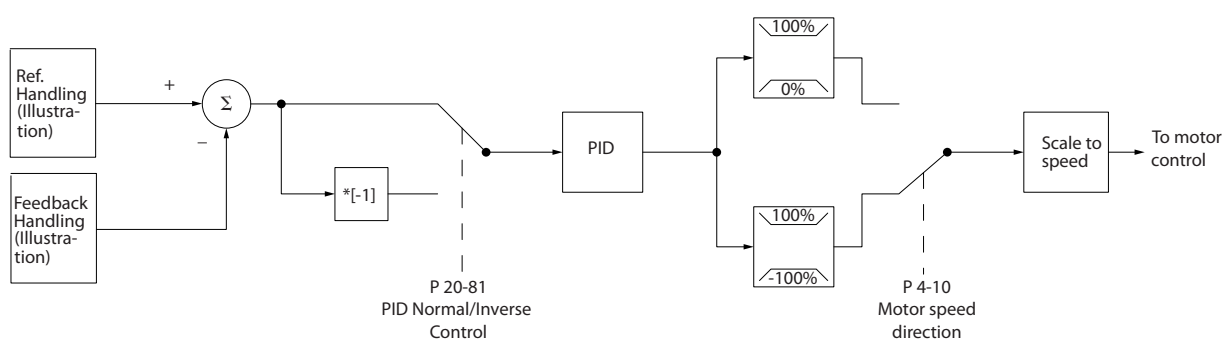 Ref.
Handling
(Illustra-
tion)
+
Σ
−
Feedback
Handling
(Illustra-
tion)
*[-1]
P 20-81
PID Normal/Inverse
Control
PID
100%
0%
100%
-100%
P 4-10
Motor speed
direction
Scale to
speed
To motor
control